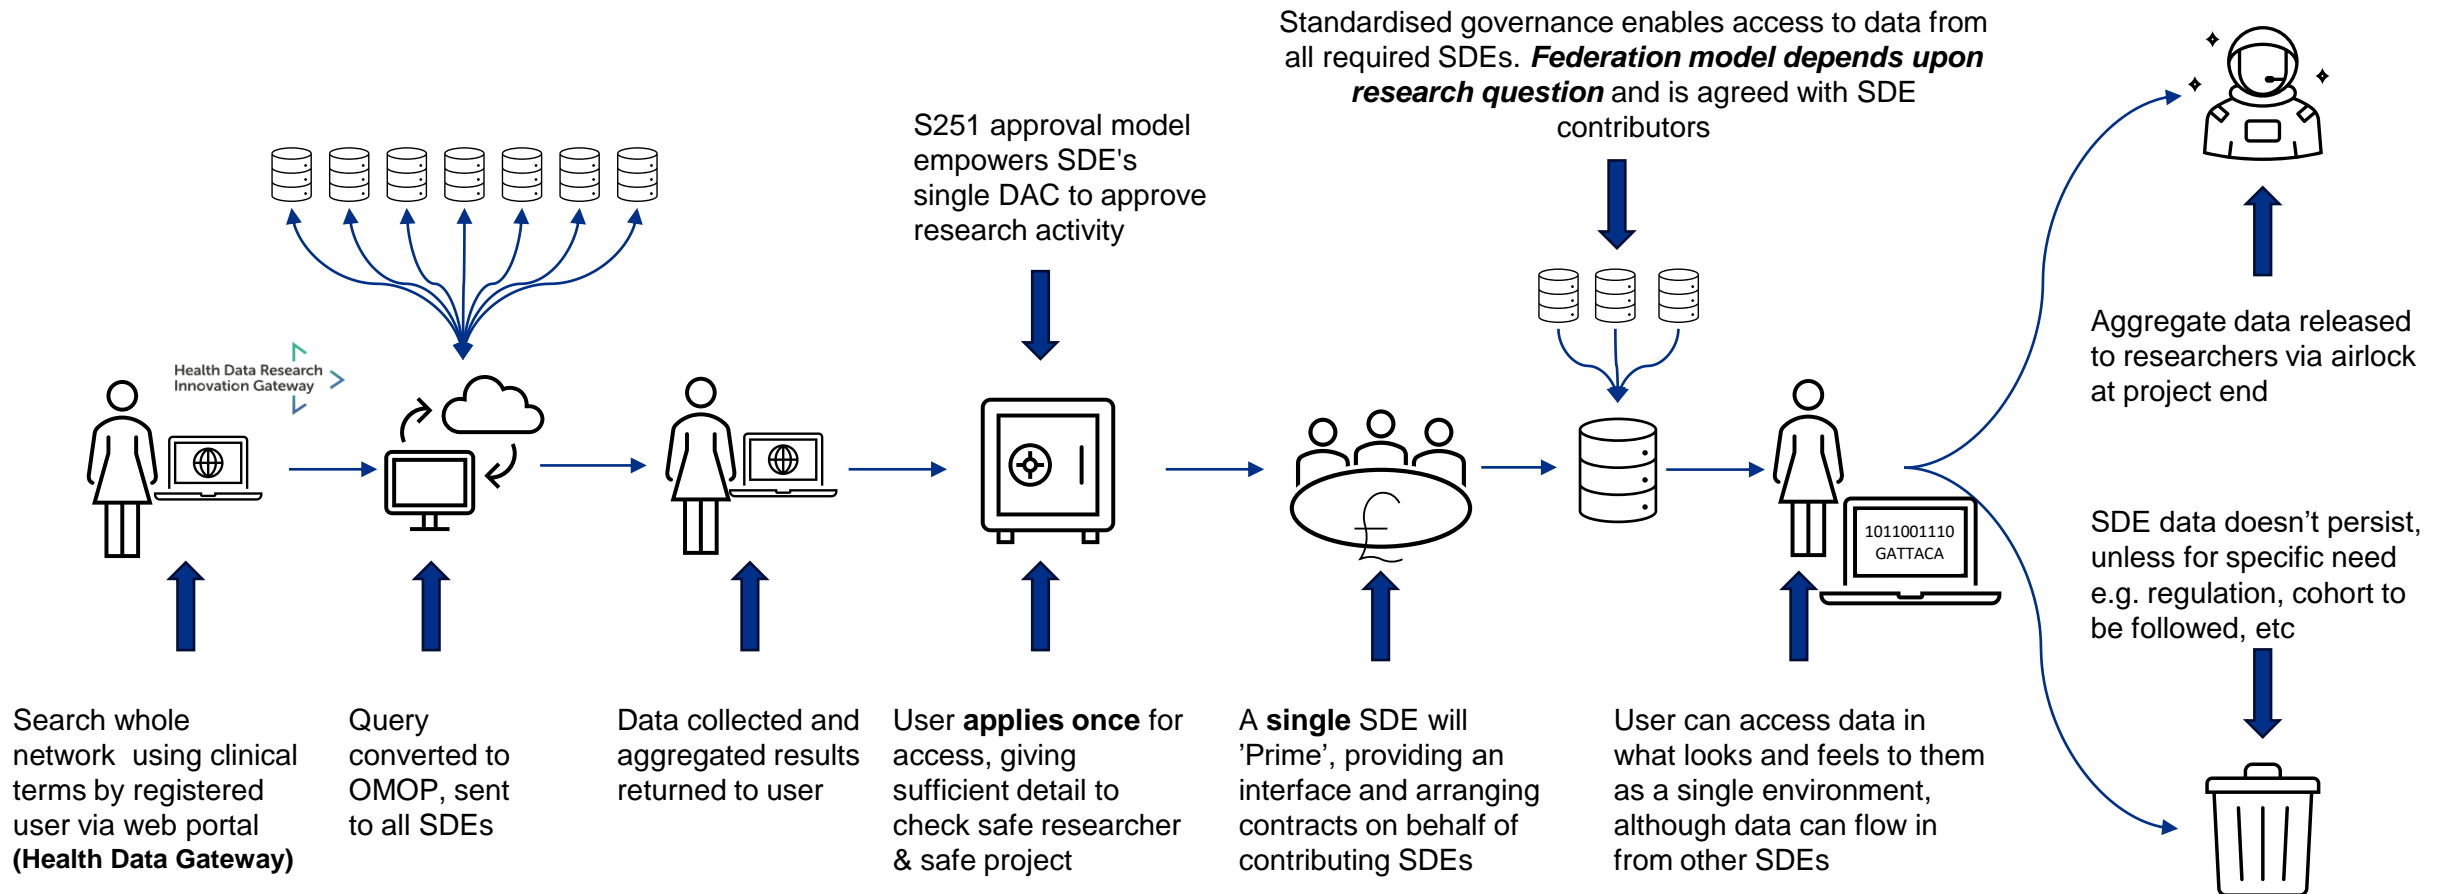 Standardised governance enables access to data from
all required SDEs. Federation model depends upon
research question and is agreed with SDE
contributors
S251 approval model
empowers SDE's
single DAC to approve
research activity
Health Data Research
Innovation Gateway
£
1011001110
GATTACA
Aggregate data released
to researchers via airlock
at project end
SDE data doesn’t persist,
unless for specific need
e.g. regulation, cohort to
be followed, etc
Search whole
network  using clinical
terms by registered
user via web portal
(Health Data Gateway)
Query
converted to
OMOP, sent
to all SDEs
Data collected and
aggregated results
returned to user
User applies once for
access, giving
sufficient detail to
check safe researcher
& safe project
A single SDE will
’Prime’, providing an
interface and arranging
contracts on behalf of
contributing SDEs
User can access data in
what looks and feels to them
as a single environment,
although data can flow in
from other SDEs